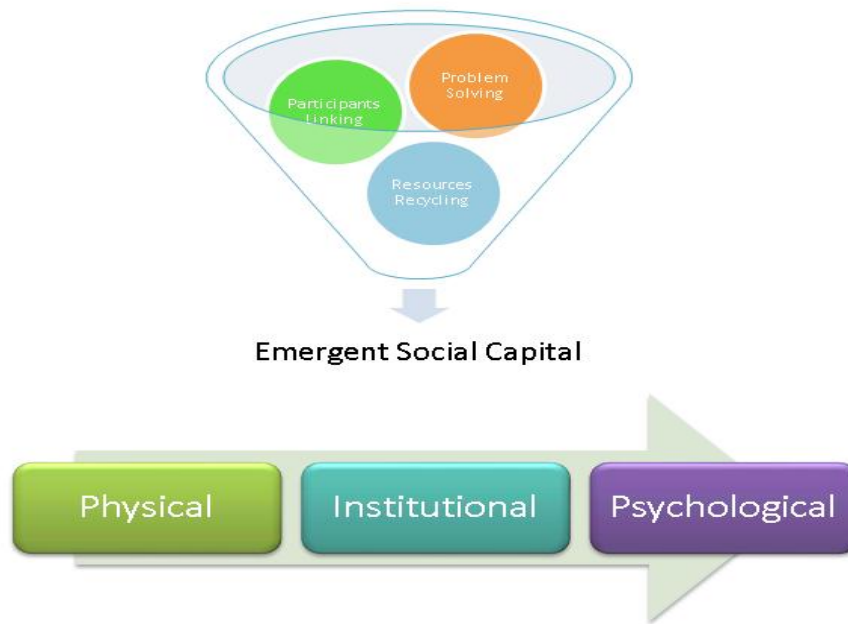 Problem
Solving
Participants
Linking
Resources
Recycling
Emergent Social Capital
Physical
Institutional
Psychological